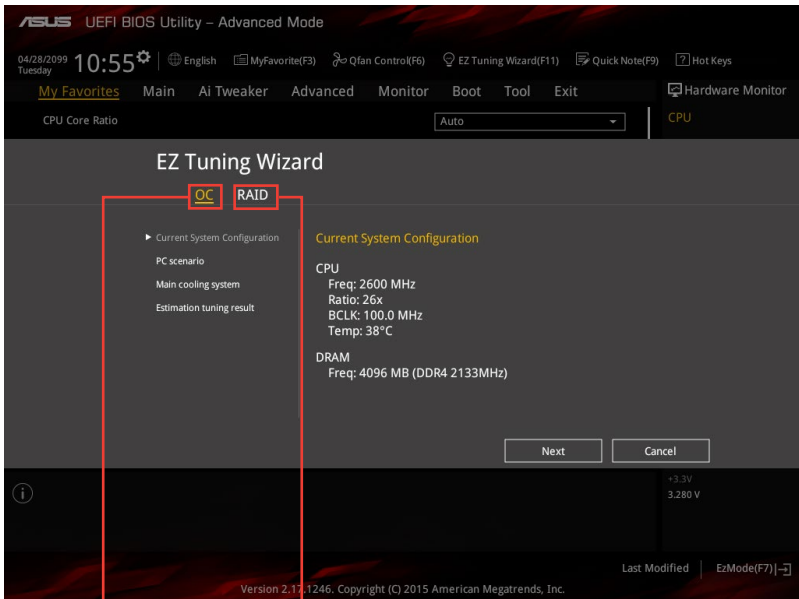 ASUS UEFI BIOS Utility – Advanced Mode
04/28/2099
Tuesday
10:55
English
MyFavorite(F3)
Qfan Control(F6)
EZ Tuning Wizard(F11)
Quick Note(F9)
? Hot Keys
My Favorites Main Ai Tweaker Advanced Monitor Boot Tool Exit
Hardware Monitor
CPU Core Ratio
Auto
CPU
EZ Tuning Wizard
OC RAID
Current System Configuration
PC scenario
Main cooling system
Estimation tuning result
Current System Configuration
CPU
Freq: 2600 MHz
Ratio: 26x
BCLK: 100.0 MHz
Temp: 38°C
DRAM
Freq: 4096 MB (DDR4 2133MHz)
Next
Cancel
+3.3V
3.280 V
Last Modified
EzMode(F7)
Version 2.17.1246. Copyright (C) 2015 American Megatrends, Inc.